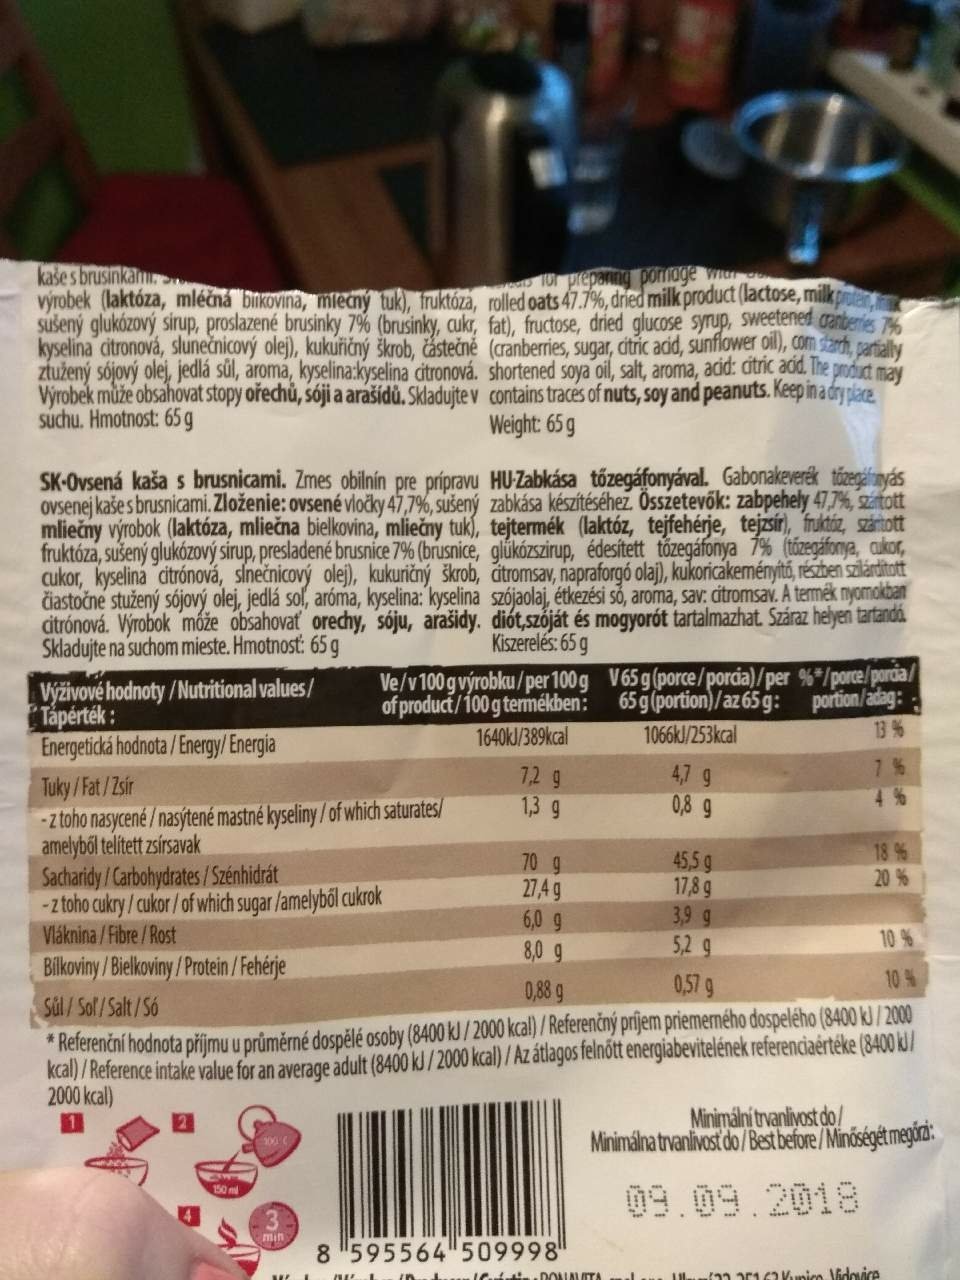 kaše s brusinkami.
for preparing porridge
výrobek (laktóza, mléčná bílkovina, mléčný tuk), fruktóza,
sušený glukózový sirup, proslazené brusinky 7% (brusinky, cukr,
kyselina citronová, slunečnicový olej), kukuřičný škrob, částečně
ztužený sójový olej, jedlá sůl, aroma, kyselina:kyselina citronová.
Výrobek může obsahovat stopy ořechů, sóji a arašídů. Skladujte v
suchu. Hmotnost: 65 g
rolled oats 47.7%, dried milk product (lactose, milk protein, milk
fat), fructose, dried glucose syrup, sweetened cranberries 7%
(cranberries, sugar, citric acid, sunflower oil), corn starch, partially
shortened soya oil, salt, aroma, acid: citric acid. The product may
contains traces of nuts, soy and peanuts. Keep in a dry place.
Weight: 65 g
SK-Ovsená kaša s brusnicami. Zmes obilnín pre prípravu
ovsenej kaše s brusnicami. Zloženie: ovsené vločky 47,7%, sušený
mliečny výrobok (laktóza, mliečna bielkovina, mliečny tuk),
fruktóza, sušený glukózový sirup, presladené brusnice 7% (brusnice,
cukor, kyselina citrónová, slnečnicový olej), kukuričný škrob,
čiastočne stužený sójový olej, jedlá soľ, aróma, kyselina: kyselina
citrónová. Výrobok môže obsahovať orechy, sóju, arašidy.
Skladujte na suchom mieste. Hmotnosť: 65 g
HU-Zabkása tőzegáfonyával. Gabonakeverék tőzegáfonyás
zabkása készítéséhez. Összetevők: zabpehely 47,7%, szárított
tejtermék (laktóz, tejfehérje, tejzsír), fruktóz, szárított
glükózszirup, édesített tőzegáfonya 7% (tőzegáfonya, cukor,
citromsav, napraforgó olaj), kukoricakeményítő, részben szilárdított
szójaolaj, étkezési só, aroma, sav: citromsav. A termék nyomokban
diót,szóját és mogyorót tartalmazhat. Száraz helyen tartandó.
Kiszerelés: 65 g
Výživové hodnoty / Nutritional values /
Tápérték :
Ve / v 100 g výrobku / per 100 g
of product / 100 g termékben:
V 65 g (porce / porcia) / per
65 g (portion) / az 65 g:
%* / porce / porcia /
portion / adag:
Energetická hodnota / Energy / Energia 1640kJ/389kcal 1066kJ/253kcal 13 %
Tuky / Fat / Zsír 7,2 g 4,7 g 7 %
- z toho nasycené / nasýtené mastné kyseliny / of which saturates/ 1,3 g 0,8 g 4 %
amelyből telített zsírsavak
Sacharidy / Carbohydrates / Szénhidrát 70 g 45,5 g 18 %
- z toho cukry / cukor / of which sugar /amelyből cukrok 27,4 g 17,8 g 20 %
Vláknina / Fibre / Rost 6,0 g 3,9 g
Bílkoviny / Bielkoviny / Protein / Fehérje 8,0 g 5,2 g 10 %
Sůl / Soľ / Salt / Só 0,88 g 0,57 g 10 %
* Referenční hodnota příjmu u průměrné dospělé osoby (8400 kJ / 2000 kcal) / Referenčný príjem priemerného dospelého (8400 kJ / 2000
kcal) / Reference intake value for an average adult (8400 kJ / 2000 kcal) / Az átlagos felnőtt energiabevitelének referenciaértéke (8400 kJ /
2000 kcal)
1
2
100°C
150 ml
4
3
min
8 595564 509998
Minimální trvanlivost do /
Minimálna trvanlivosť do / Best before / Minőségét megőrzi:
09.09.2018